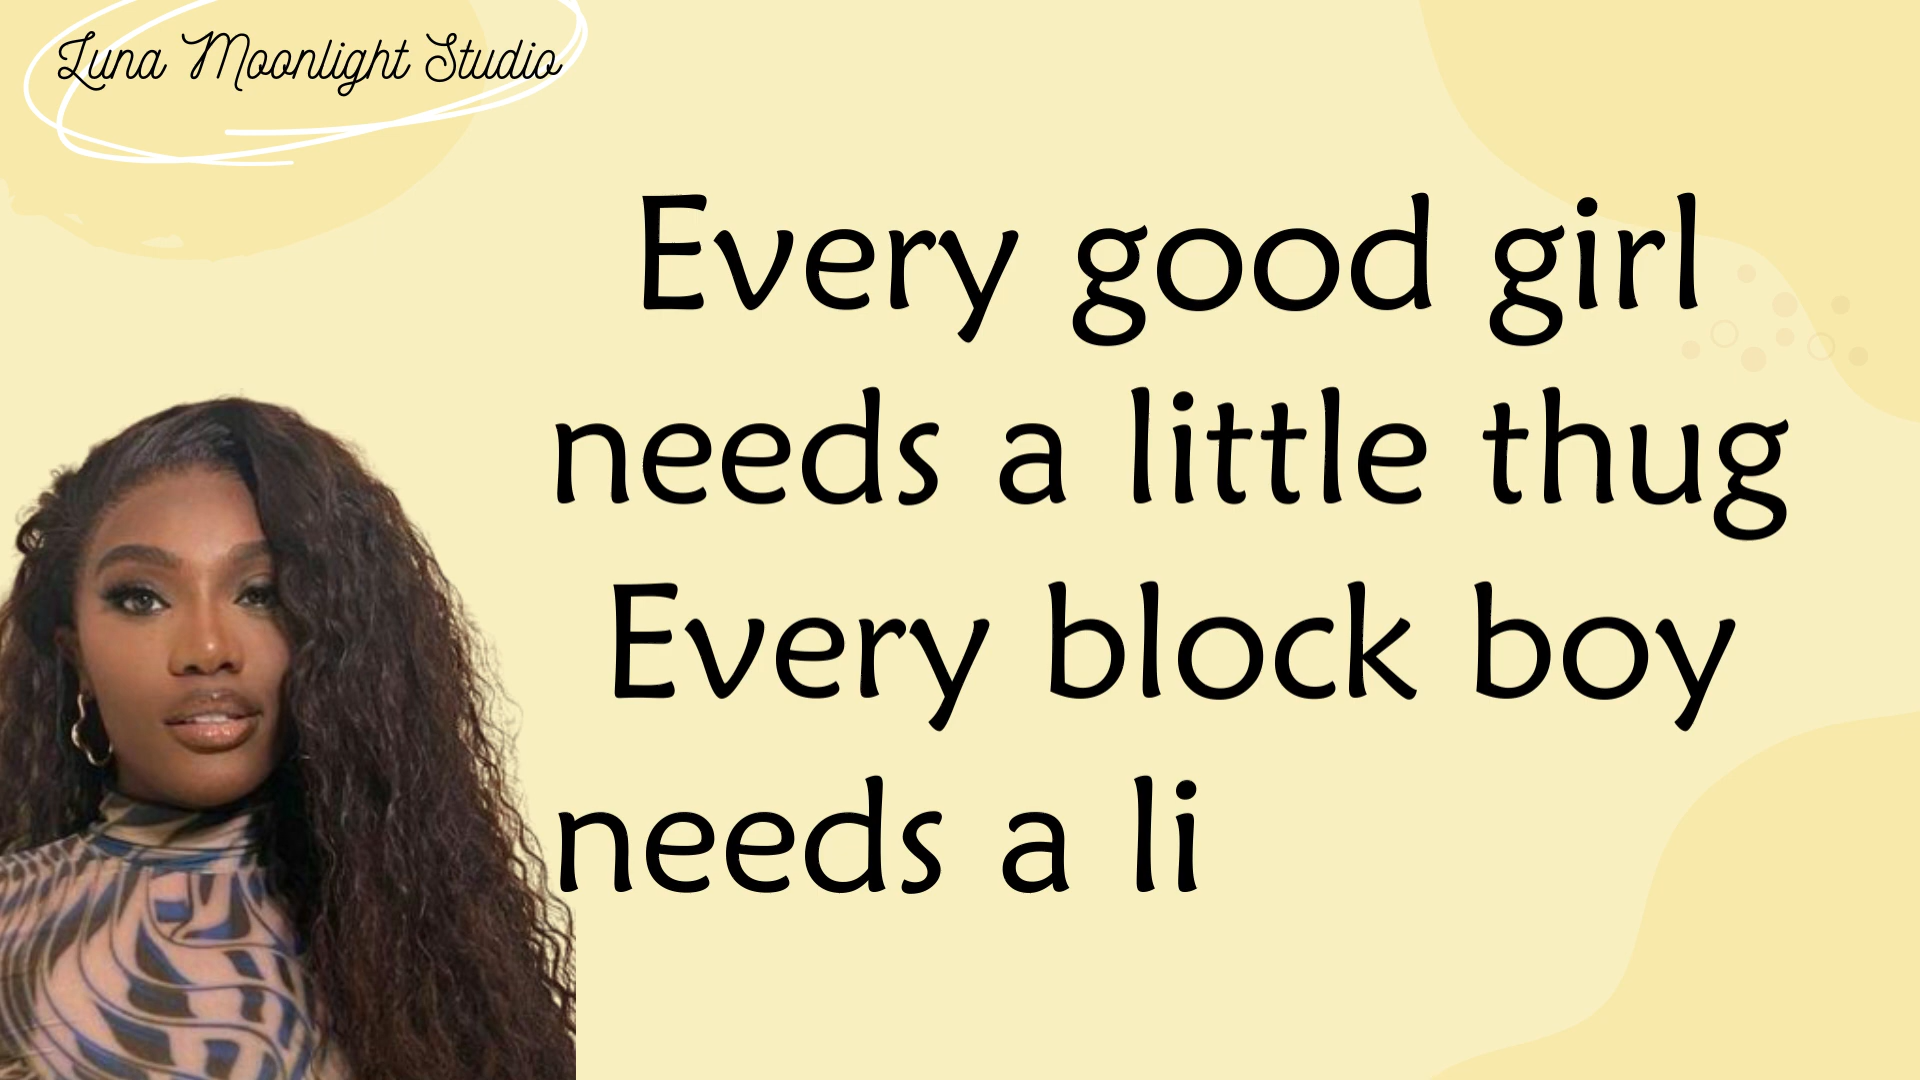 Luna Moonlight Studio
Every good girl
needs a little thug
Every block boy
needs a li